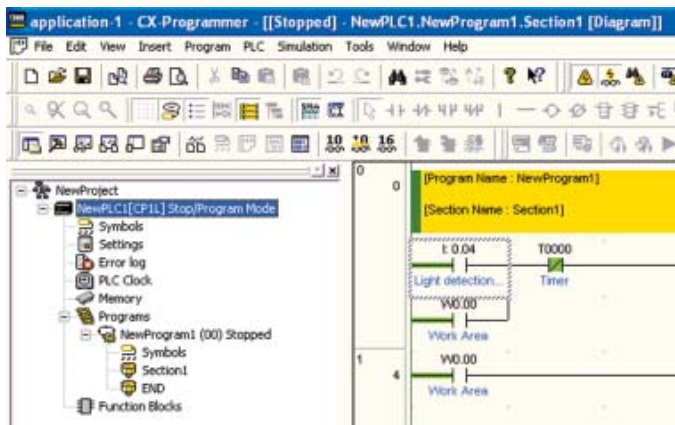 application-1 - CX-Programmer - [[Stopped] - NewPLC1.NewProgram1.Section1 [Diagram]]
File Edit View Insert Program PLC Simulation Tools Window Help
10 10 16
NewProject
NewPLC1[CP1L] Stop/Program Mode
Symbols
Settings
Error log
PLC Clock
Memory
Programs
NewProgram1 (00) Stopped
Symbols
Section1
END
Function Blocks
0
0
[Program Name : NewProgram1]
[Section Name : Section1]
I: 0.04 T0000
Light detection... Timer
W0.00
Work Area
1
4
W0.00
Work Area